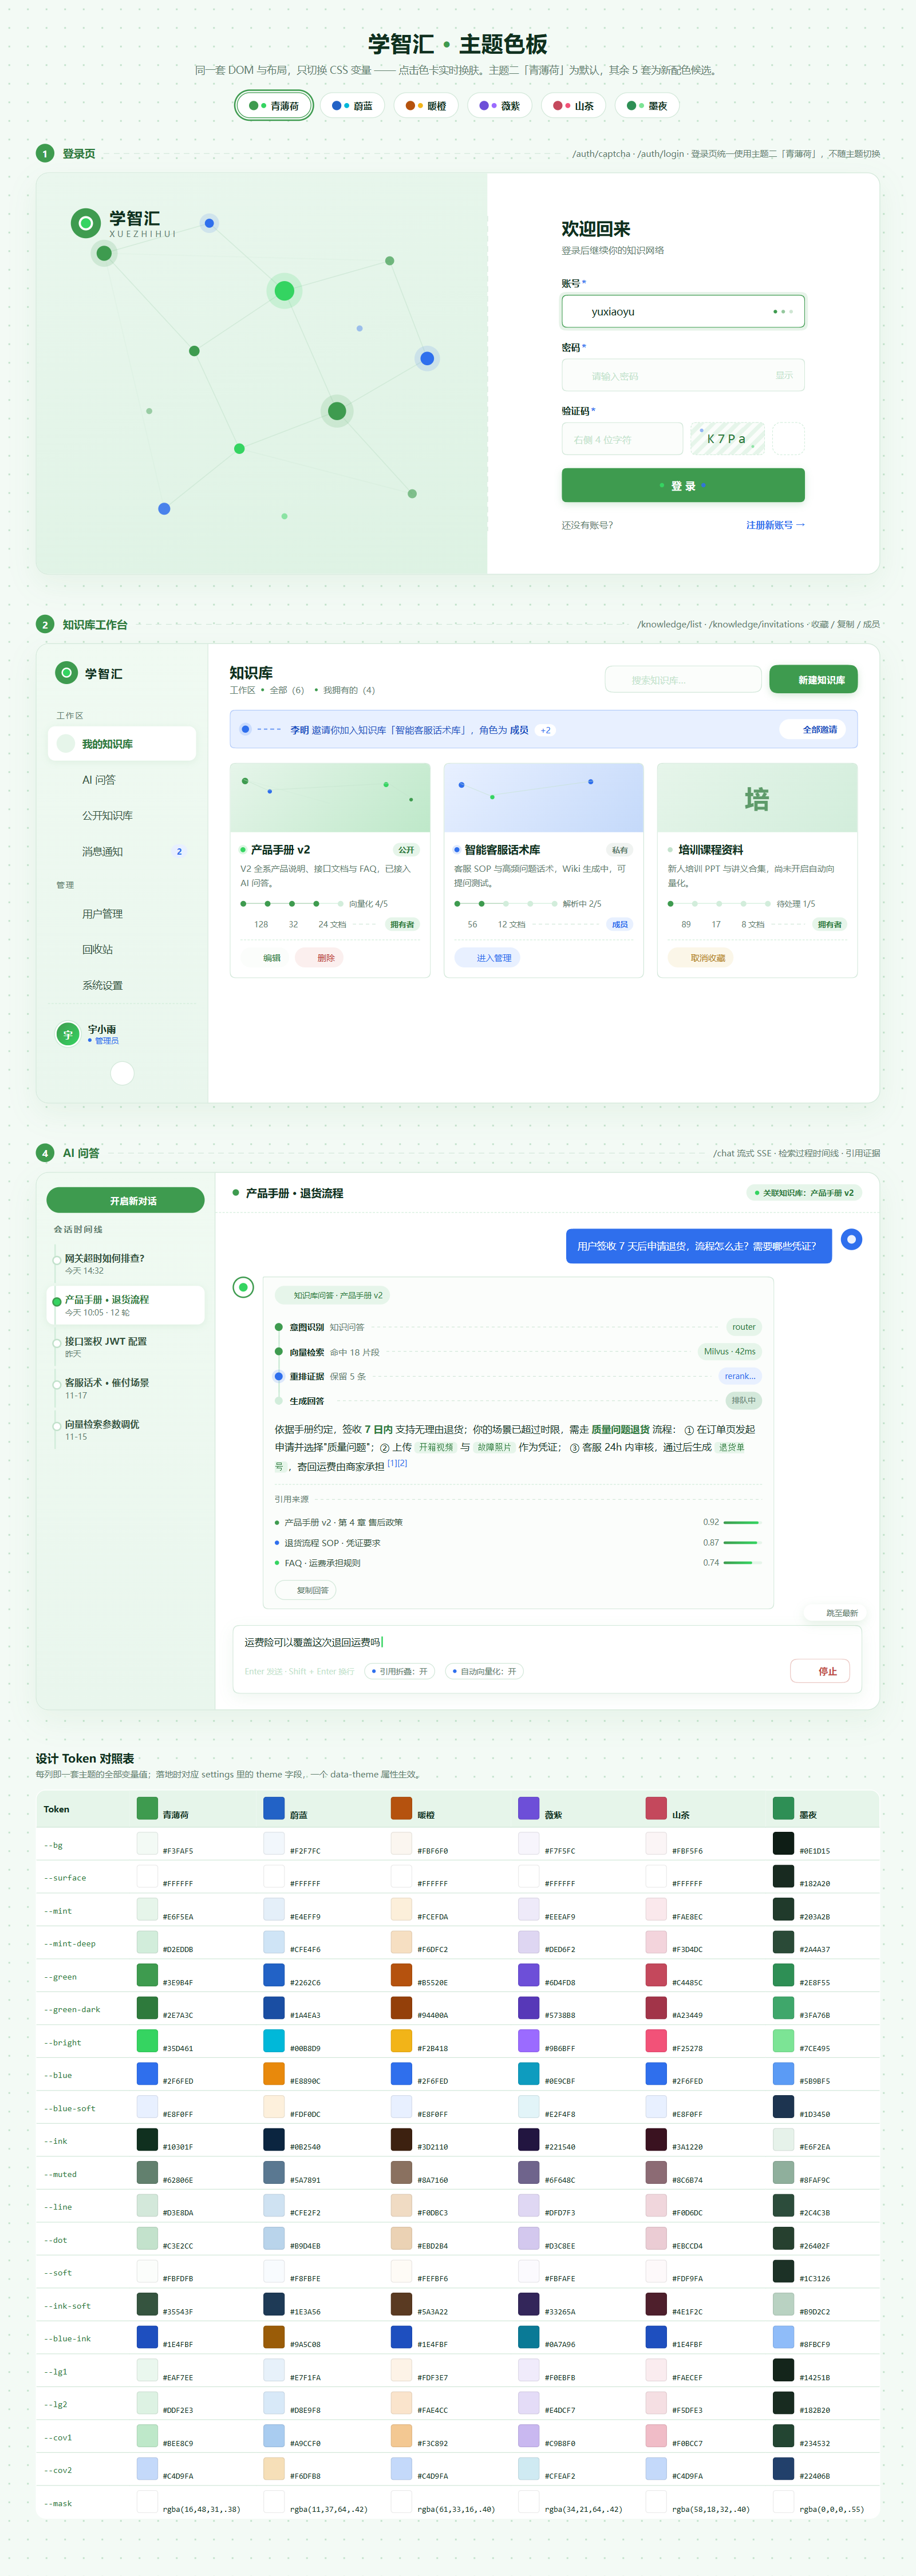 学智汇 • 主题色板
同一套 DOM 与布局，只切换 CSS 变量 —— 点击色卡实时换肤。主题二「青薄荷」为默认，其余 5 套为新配色候选。
青薄荷
蔚蓝
暖橙
薇紫
山茶
墨夜
1 登录页
/auth/captcha · /auth/login · 登录页统一使用主题二「青薄荷」，不随主题切换
学智汇
XUEZHIHUI
欢迎回来
登录后继续你的知识网络
账号 *
yuxiaoyu
密码 *
请输入密码 显示
验证码 *
右侧 4 位字符 K7Pa
登 录
还没有账号？ 注册新账号 →
2 知识库工作台
/knowledge/list · /knowledge/invitations · 收藏 / 复制 / 成员
学智汇
工作区
我的知识库
AI 问答
公开知识库
消息通知 2
管理
用户管理
回收站
系统设置
宇 宇小雨
管理员
知识库
工作区 • 全部（6） • 我拥有的（4）
搜索知识库...
新建知识库
李明 邀请你加入知识库「智能客服话术库」，角色为 成员 +2
全部邀请
产品手册 v2 公开
V2 全系产品说明、接口文档与 FAQ，已接入
AI 问答。
向量化 4/5
128 32 24 文档 拥有者
编辑 删除
智能客服话术库 私有
客服 SOP 与高频问题话术，Wiki 生成中，可
提问测试。
解析中 2/5
56 12 文档 成员
进入管理
培
培训课程资料
新人培训 PPT 与讲义合集，尚未开启自动向
量化。
待处理 1/5
89 17 8 文档 拥有者
取消收藏
4 AI 问答
/chat 流式 SSE · 检索过程时间线 · 引用证据
开启新对话
会话时间线
网关超时如何排查？
今天 14:32
产品手册 • 退货流程
今天 10:05 · 12 轮
接口鉴权 JWT 配置
昨天
客服话术 • 催付场景
11-17
向量检索参数调优
11-15
产品手册 • 退货流程
关联知识库：产品手册 v2
用户签收 7 天后申请退货，流程怎么走？需要哪些凭证？
知识库问答 · 产品手册 v2
意图识别 知识问答 router
向量检索 命中 18 片段 Milvus · 42ms
重排证据 保留 5 条 rerank...
生成回答 排队中
依据手册约定，签收 7 日内 支持无理由退货；你的场景已超过时限，需走 质量问题退货 流程： ① 在订单页发起
申请并选择"质量问题"；② 上传 开箱视频 与 故障照片 作为凭证； ③ 客服 24h 内审核，通过后生成 退货单
号 ，寄回运费由商家承担 [1][2]
引用来源
产品手册 v2 · 第 4 章 售后政策 0.92
退货流程 SOP · 凭证要求 0.87
FAQ · 运费承担规则 0.74
复制回答
跳至最新
运费险可以覆盖这次退回运费吗
Enter 发送 · Shift + Enter 换行
引用折叠：开
自动向量化：开
停止
设计 Token 对照表
每列即一套主题的全部变量值；落地时对应 settings 里的 theme 字段，一个 data-theme 属性生效。
Token 青薄荷 蔚蓝 暖橙 薇紫 山茶 墨夜
--bg #F3FAF5 #F2F7FC #FBF6F0 #F7F5FC #FBF5F6 #0E1D15
--surface #FFFFFF #FFFFFF #FFFFFF #FFFFFF #FFFFFF #182A20
--mint #E6F5EA #E4EFF9 #FCEFDA #EEEAF9 #FAE8EC #203A2B
--mint-deep #D2EDDB #CFE4F6 #F6DFC2 #DED6F2 #F3D4DC #2A4A37
--green #3E9B4F #2262C6 #B5520E #6D4FD8 #C4485C #2E8F55
--green-dark #2E7A3C #1A4EA3 #94400A #5738B8 #A23449 #3FA76B
--bright #35D461 #00B8D9 #F2B418 #9B6BFF #F25278 #7CE495
--blue #2F6FED #E8890C #2F6FED #0E9CBF #2F6FED #5B9BF5
--blue-soft #E8F0FF #FDF0DC #E8F0FF #E2F4F8 #E8F0FF #1D3450
--ink #10301F #0B2540 #3D2110 #221540 #3A1220 #E6F2EA
--muted #62806E #5A7891 #8A7160 #6F648C #8C6B74 #8FAF9C
--line #D3E8DA #CFE2F2 #F0DBC3 #DFD7F3 #F0D6DC #2C4C3B
--dot #C3E2CC #B9D4EB #EBD2B4 #D3C8EE #EBCCD4 #26402F
--soft #FBFDFB #F8FBFE #FEFBF6 #FBFAFE #FDF9FA #1C3126
--ink-soft #35543F #1E3A56 #5A3A22 #33265A #4E1F2C #B9D2C2
--blue-ink #1E4FBF #9A5C08 #1E4FBF #0A7A96 #1E4FBF #8FBCF9
--lg1 #EAF7EE #E7F1FA #FDF3E7 #F0EBFB #FAECEF #14251B
--lg2 #DDF2E3 #D8E9F8 #FAE4CC #E4DCF7 #F5DFE3 #182B20
--cov1 #BEE8C9 #A9CCF0 #F3C892 #C9B8F0 #F0BCC7 #234532
--cov2 #C4D9FA #F6DFB8 #C4D9FA #CFEAF2 #C4D9FA #22406B
--mask rgba(16,48,31,.38) rgba(11,37,64,.42) rgba(61,33,16,.40) rgba(34,21,64,.42) rgba(58,18,32,.40) rgba(0,0,0,.55)